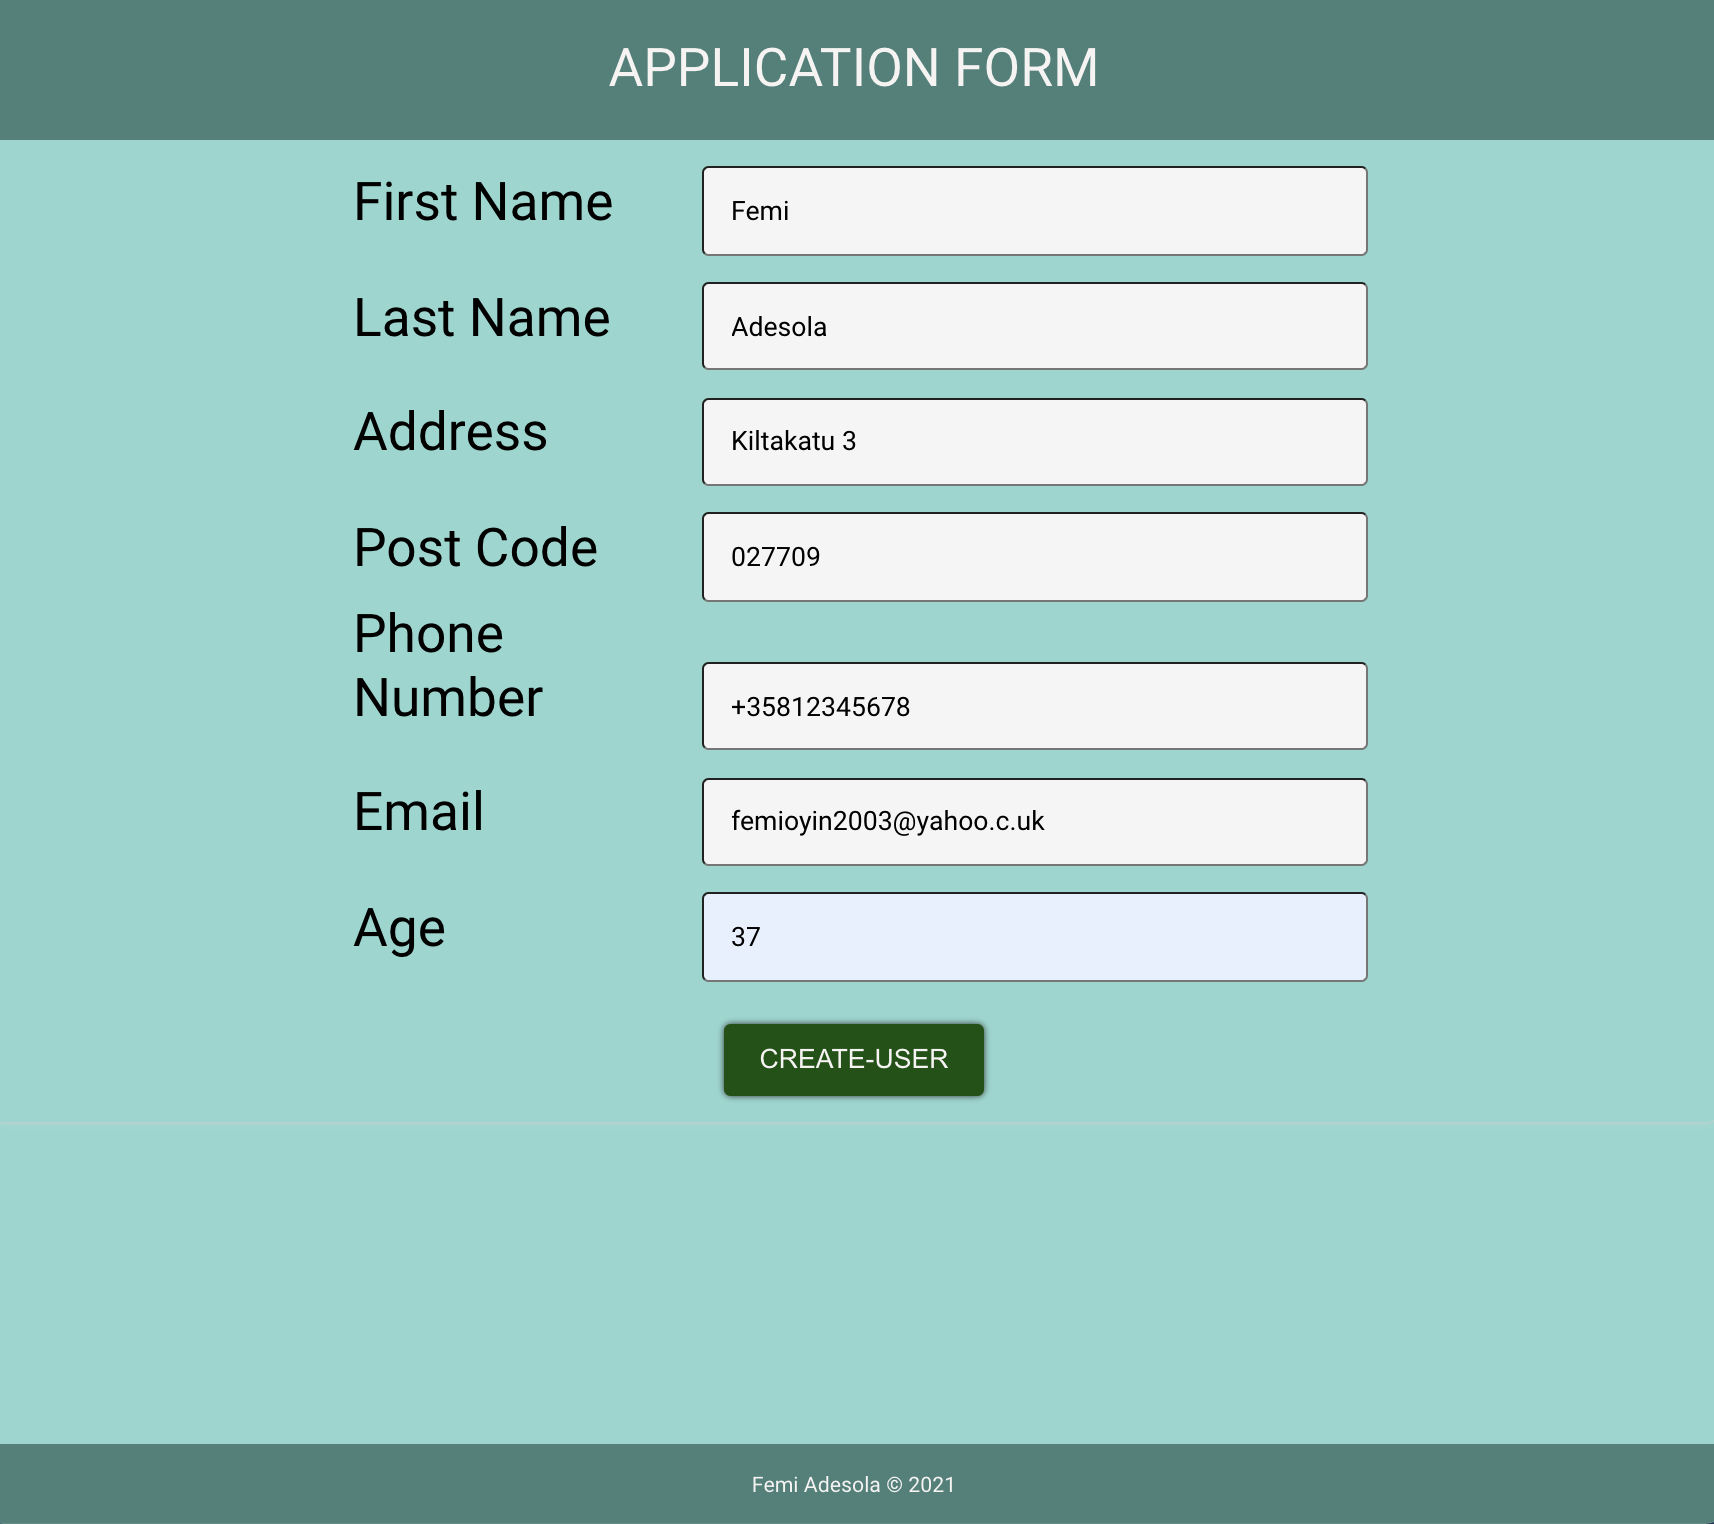 APPLICATION FORM
First Name
Femi
Last Name
Adesola
Address
Kiltakatu 3
Post Code
027709
Phone
Number
+35812345678
Email
femioyin2003@yahoo.c.uk
Age
37
CREATE-USER
Femi Adesola © 2021